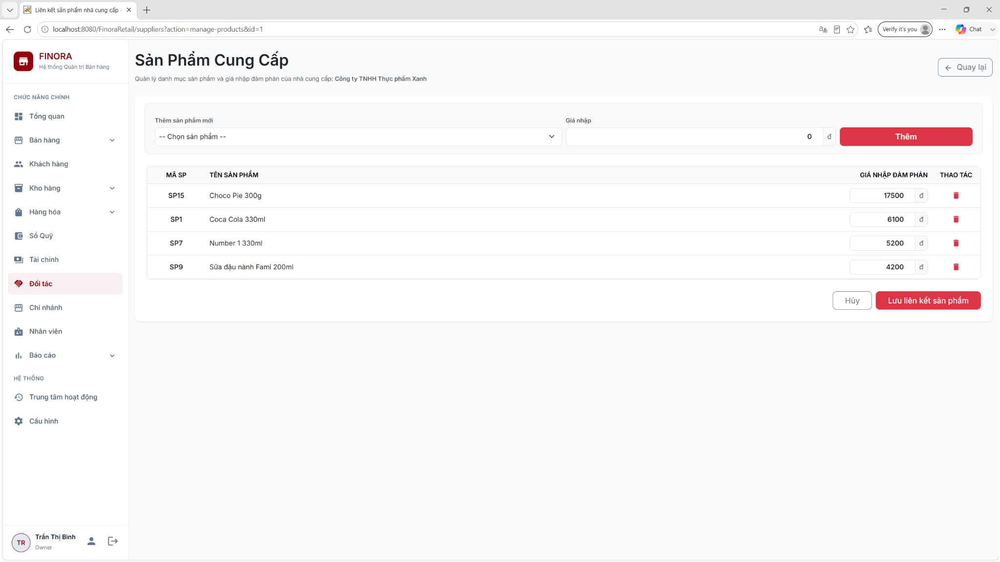 Liên kết sản phẩm nhà cung cấp -
localhost:8080/FinoraRetail/suppliers?action=manage-products&id=1
Verify it's you
Chat
FINORA
Hệ thống Quản trị Bán hàng
CHỨC NĂNG CHÍNH
Tổng quan
Bán hàng
Khách hàng
Kho hàng
Hàng hóa
Sổ Quỹ
Tài chính
Đối tác
Chi nhánh
Nhân viên
Báo cáo
HỆ THỐNG
Trung tâm hoạt động
Cấu hình
TR
Trần Thị Bình
Owner
Sản Phẩm Cung Cấp
Quản lý danh mục sản phẩm và giá nhập đàm phán của nhà cung cấp: Công ty TNHH Thực phẩm Xanh
Quay lại
Thêm sản phẩm mới
Giá nhập
-- Chọn sản phẩm --
0 đ
Thêm
MÃ SP TÊN SẢN PHẨM GIÁ NHẬP ĐÀM PHÁN THAO TÁC
SP15 Choco Pie 300g 17500 đ
SP1 Coca Cola 330ml 6100 đ
SP7 Number 1 330ml 5200 đ
SP9 Sữa đậu nành Fami 200ml 4200 đ
Hủy
Lưu liên kết sản phẩm